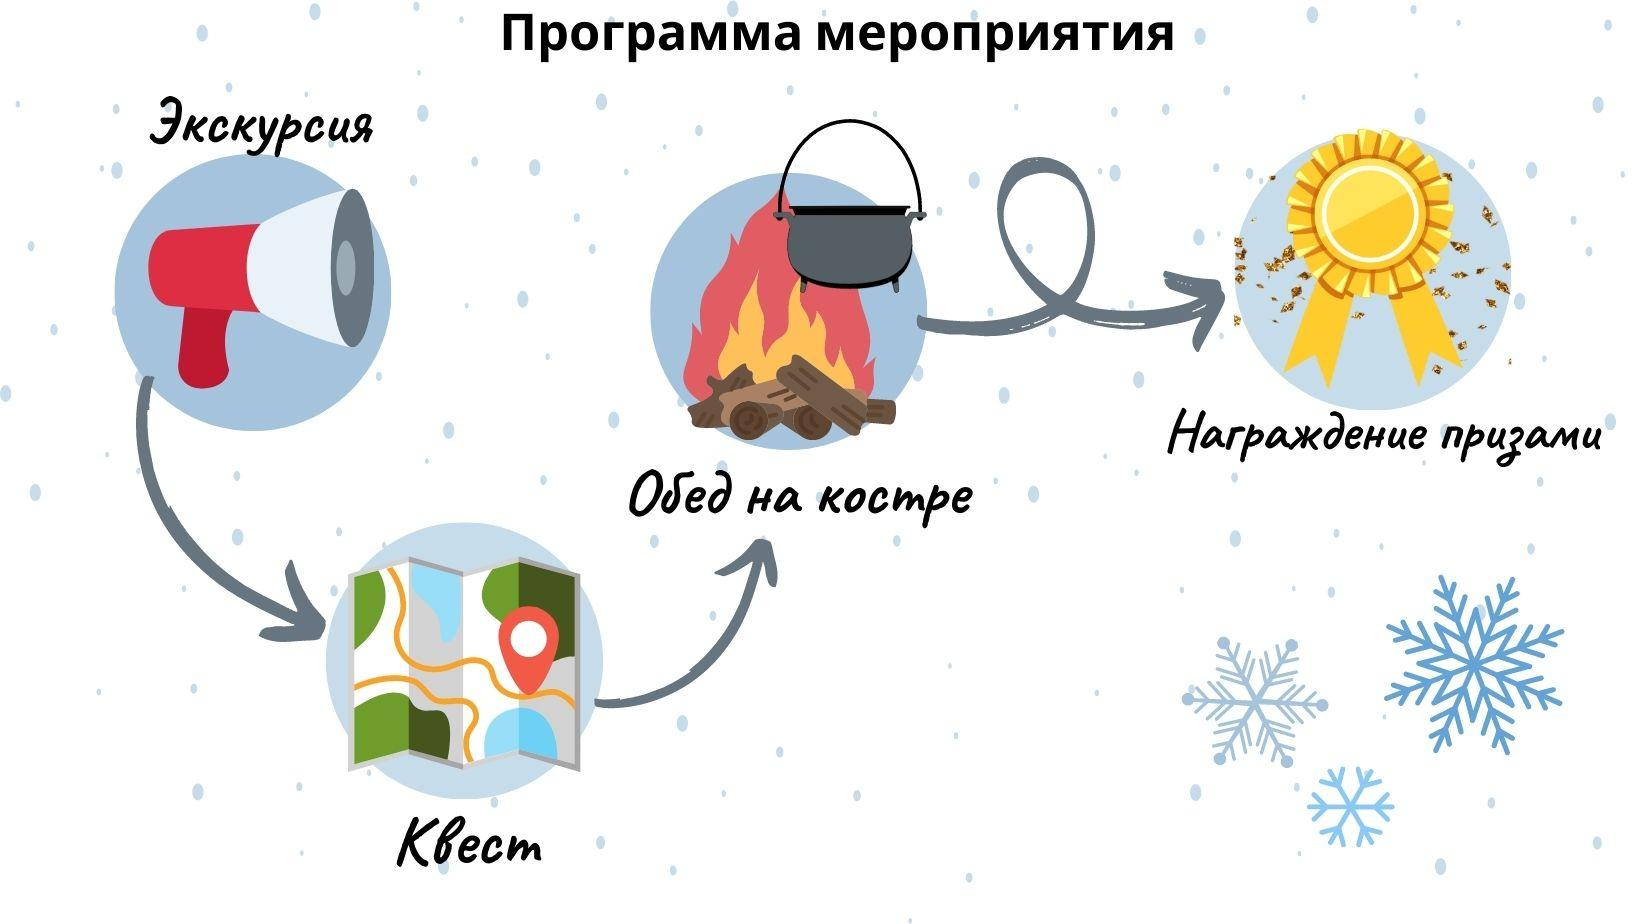 Программа мероприятия
Экскурсия
Квест
Обед на костре
Награждение призами